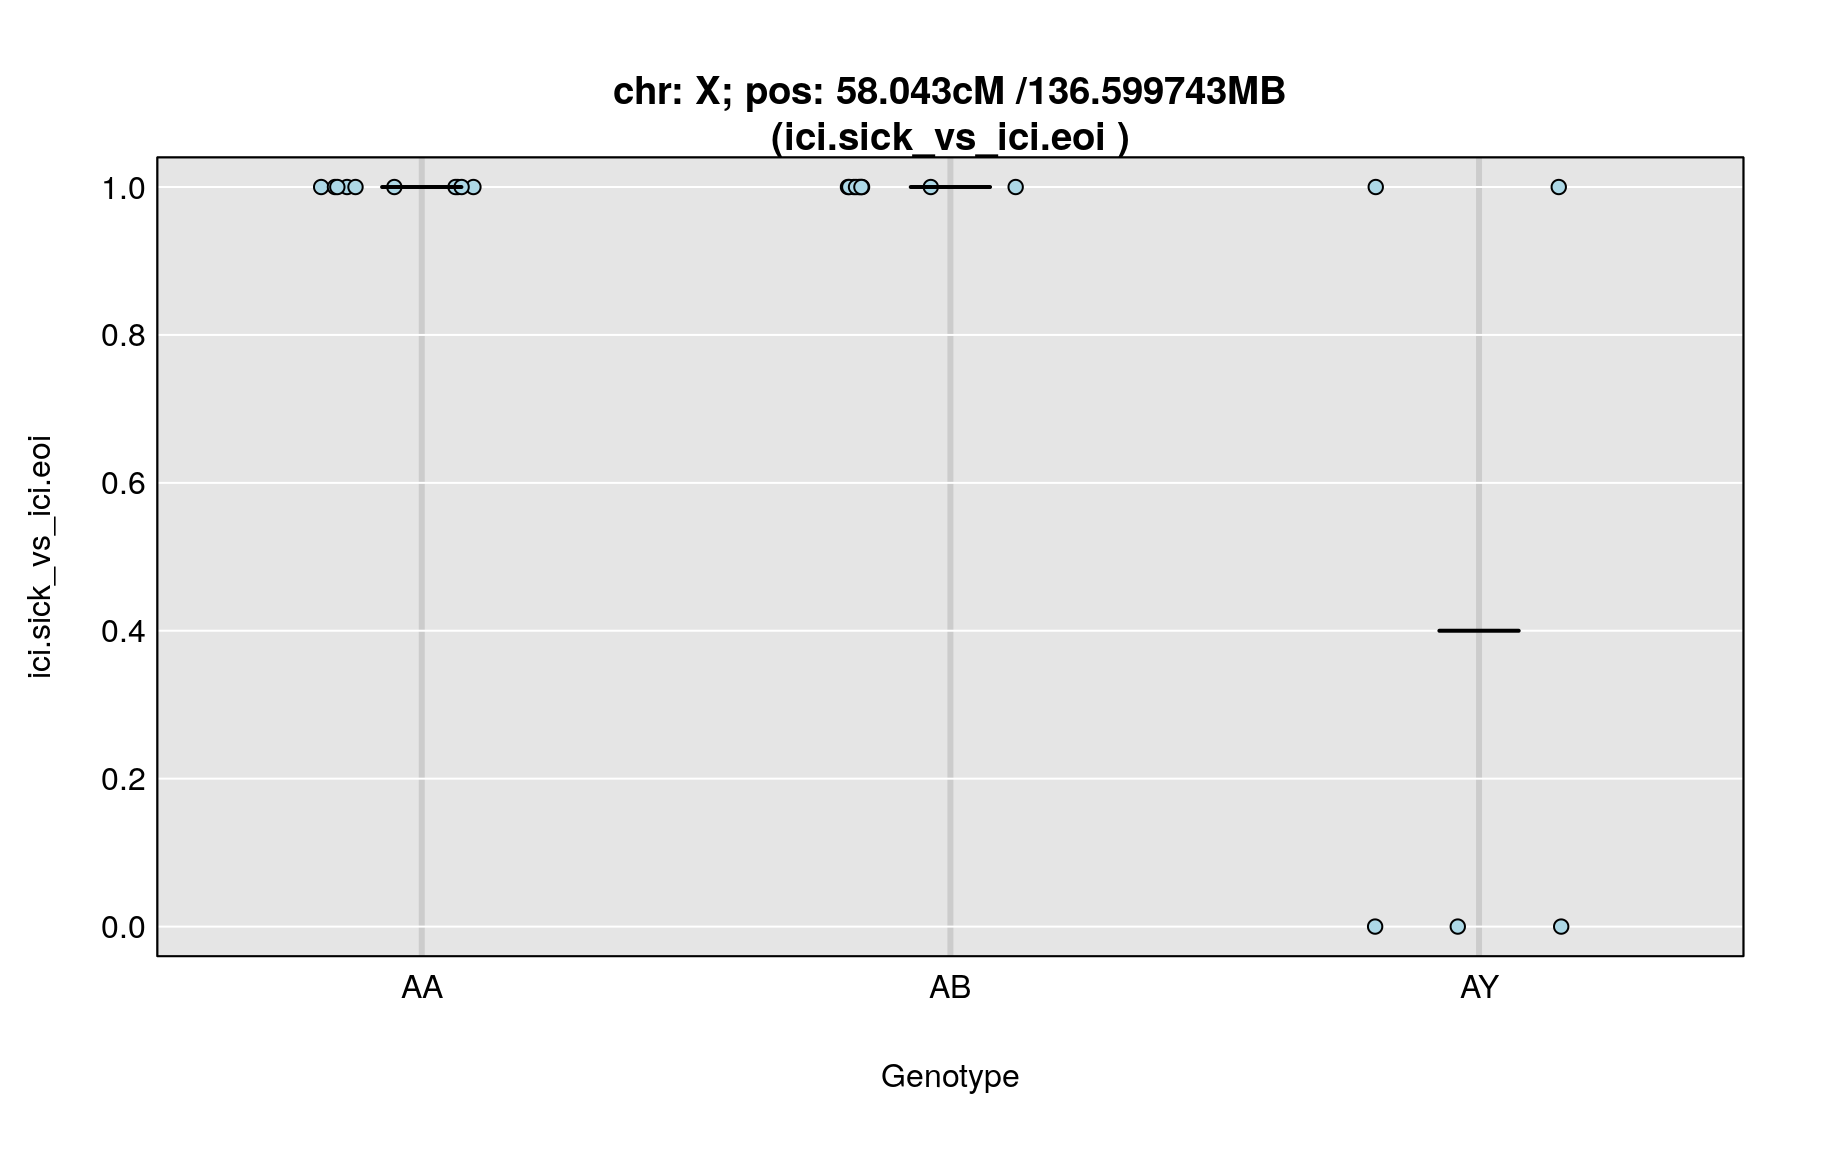 chr: X; pos: 58.043cM /136.599743MB
(ici.sick_vs_ici.eoi )
ici.sick_vs_ici.eoi
1.0
0.8
0.6
0.4
0.2
0.0
AA AB AY
Genotype